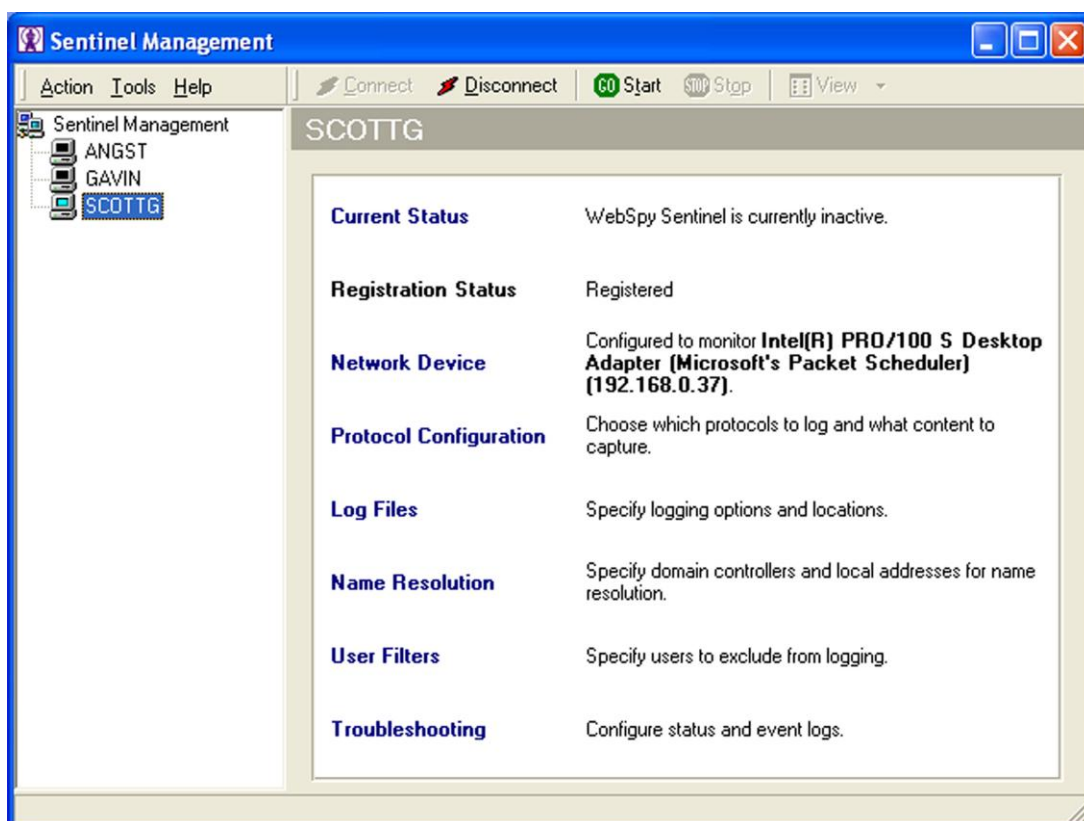 Sentinel Management
Action Tools Help Connect Disconnect GO Start STOP Stop View
Sentinel Management
ANGST
GAVIN
SCOTTG
SCOTTG
Current Status
WebSpy Sentinel is currently inactive.
Registration Status
Registered
Network Device
Configured to monitor Intel(R) PRO/100 S Desktop
Adapter (Microsoft's Packet Scheduler)
(192.168.0.37).
Protocol Configuration
Choose which protocols to log and what content to
capture.
Log Files
Specify logging options and locations.
Name Resolution
Specify domain controllers and local addresses for name
resolution.
User Filters
Specify users to exclude from logging.
Troubleshooting
Configure status and event logs.